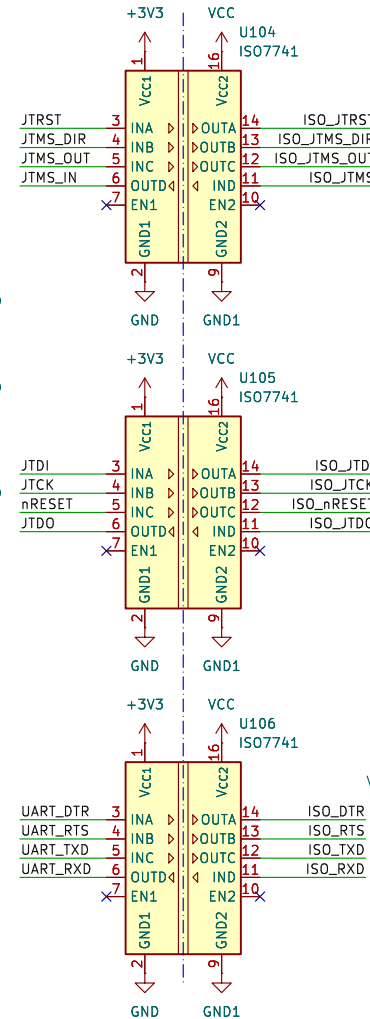 +3V3 VCC
U104
ISO7741
1 16
VCC1 VCC2
JTRST 3 INA OUTA 14 ISO_JTRST
JTMS_DIR 4 INB OUTB 13 ISO_JTMS_DIR
JTMS_OUT 5 INC OUTC 12 ISO_JTMS_OUT
JTMS_IN 6 OUTD IND 11 ISO_JTMS
7 EN1 EN2 10
GND1 GND2
2 9
GND GND1
+3V3 VCC
U105
ISO7741
1 16
VCC1 VCC2
JTDI 3 INA OUTA 14 ISO_JTD
JTCK 4 INB OUTB 13 ISO_JTCK
nRESET 5 INC OUTC 12 ISO_nRESET
JTDO 6 OUTD IND 11 ISO_JTDO
7 EN1 EN2 10
GND1 GND2
2 9
GND GND1
+3V3 VCC
U106
ISO7741
1 16
VCC1 VCC2
UART_DTR 3 INA OUTA 14 ISO_DTR
UART_RTS 4 INB OUTB 13 ISO_RTS
UART_TXD 5 INC OUTC 12 ISO_TXD
UART_RXD 6 OUTD IND 11 ISO_RXD
7 EN1 EN2 10
GND1 GND2
2 9
GND GND1